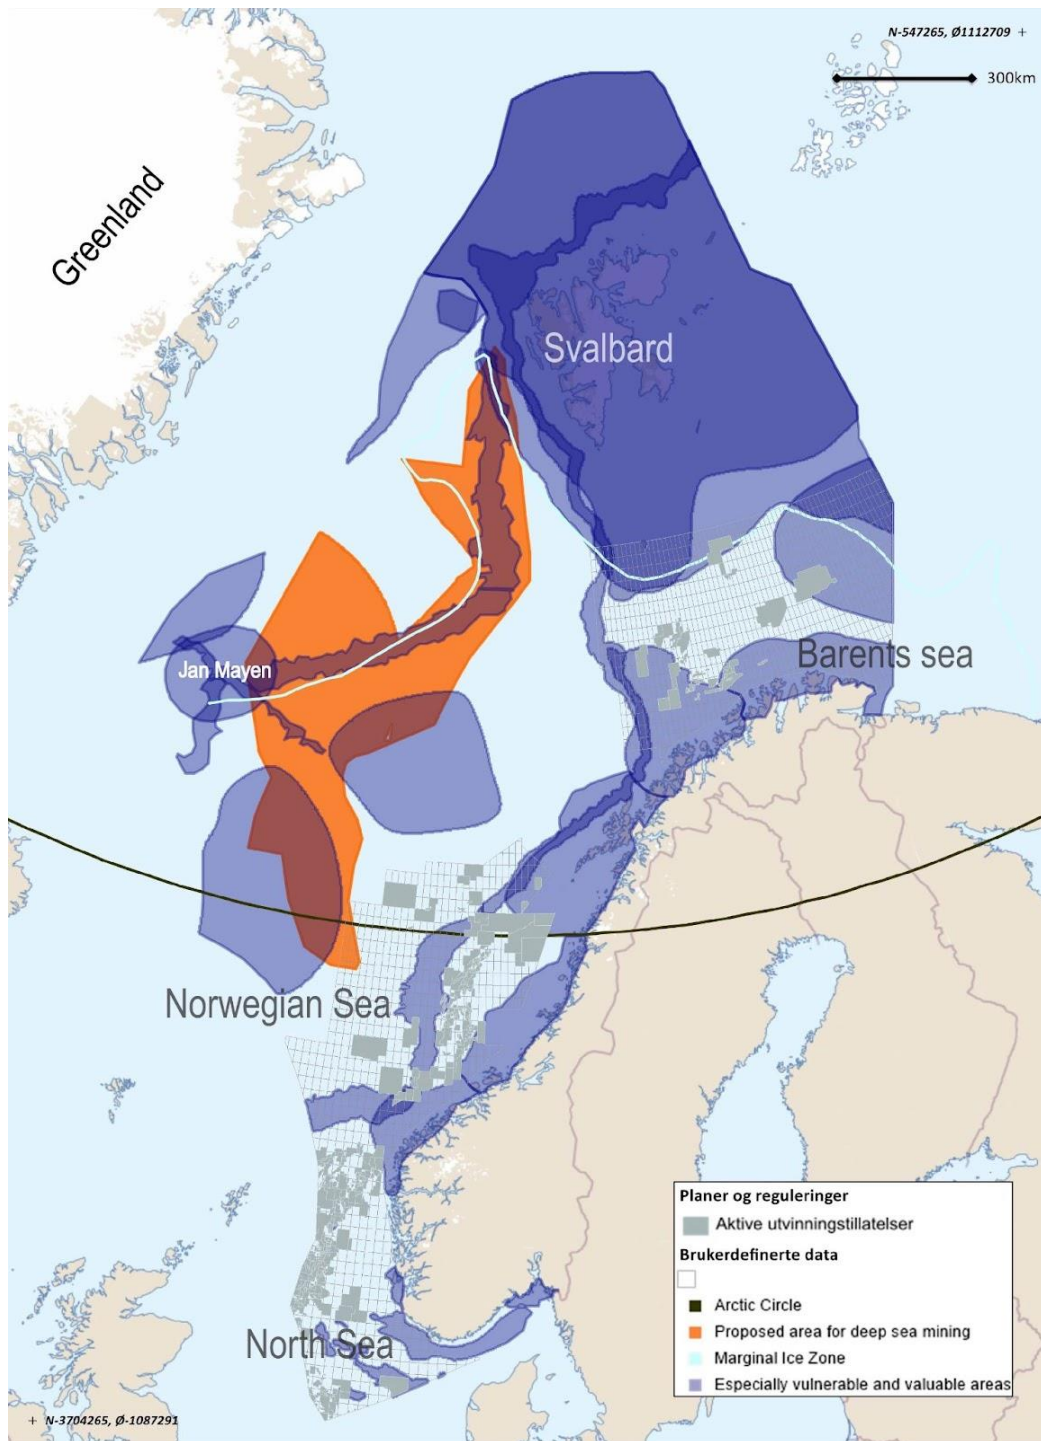 N-547265, Ø1112709 +
300km
Greenland
Svalbard
Jan Mayen
Barents sea
Norwegian Sea
North Sea
Planer og reguleringer
Aktive utvinningstillatelser
Brukerdefinerte data
Arctic Circle
Proposed area for deep sea mining
Marginal Ice Zone
Especially vulnerable and valuable areas
+ N-3704265, Ø-1087291